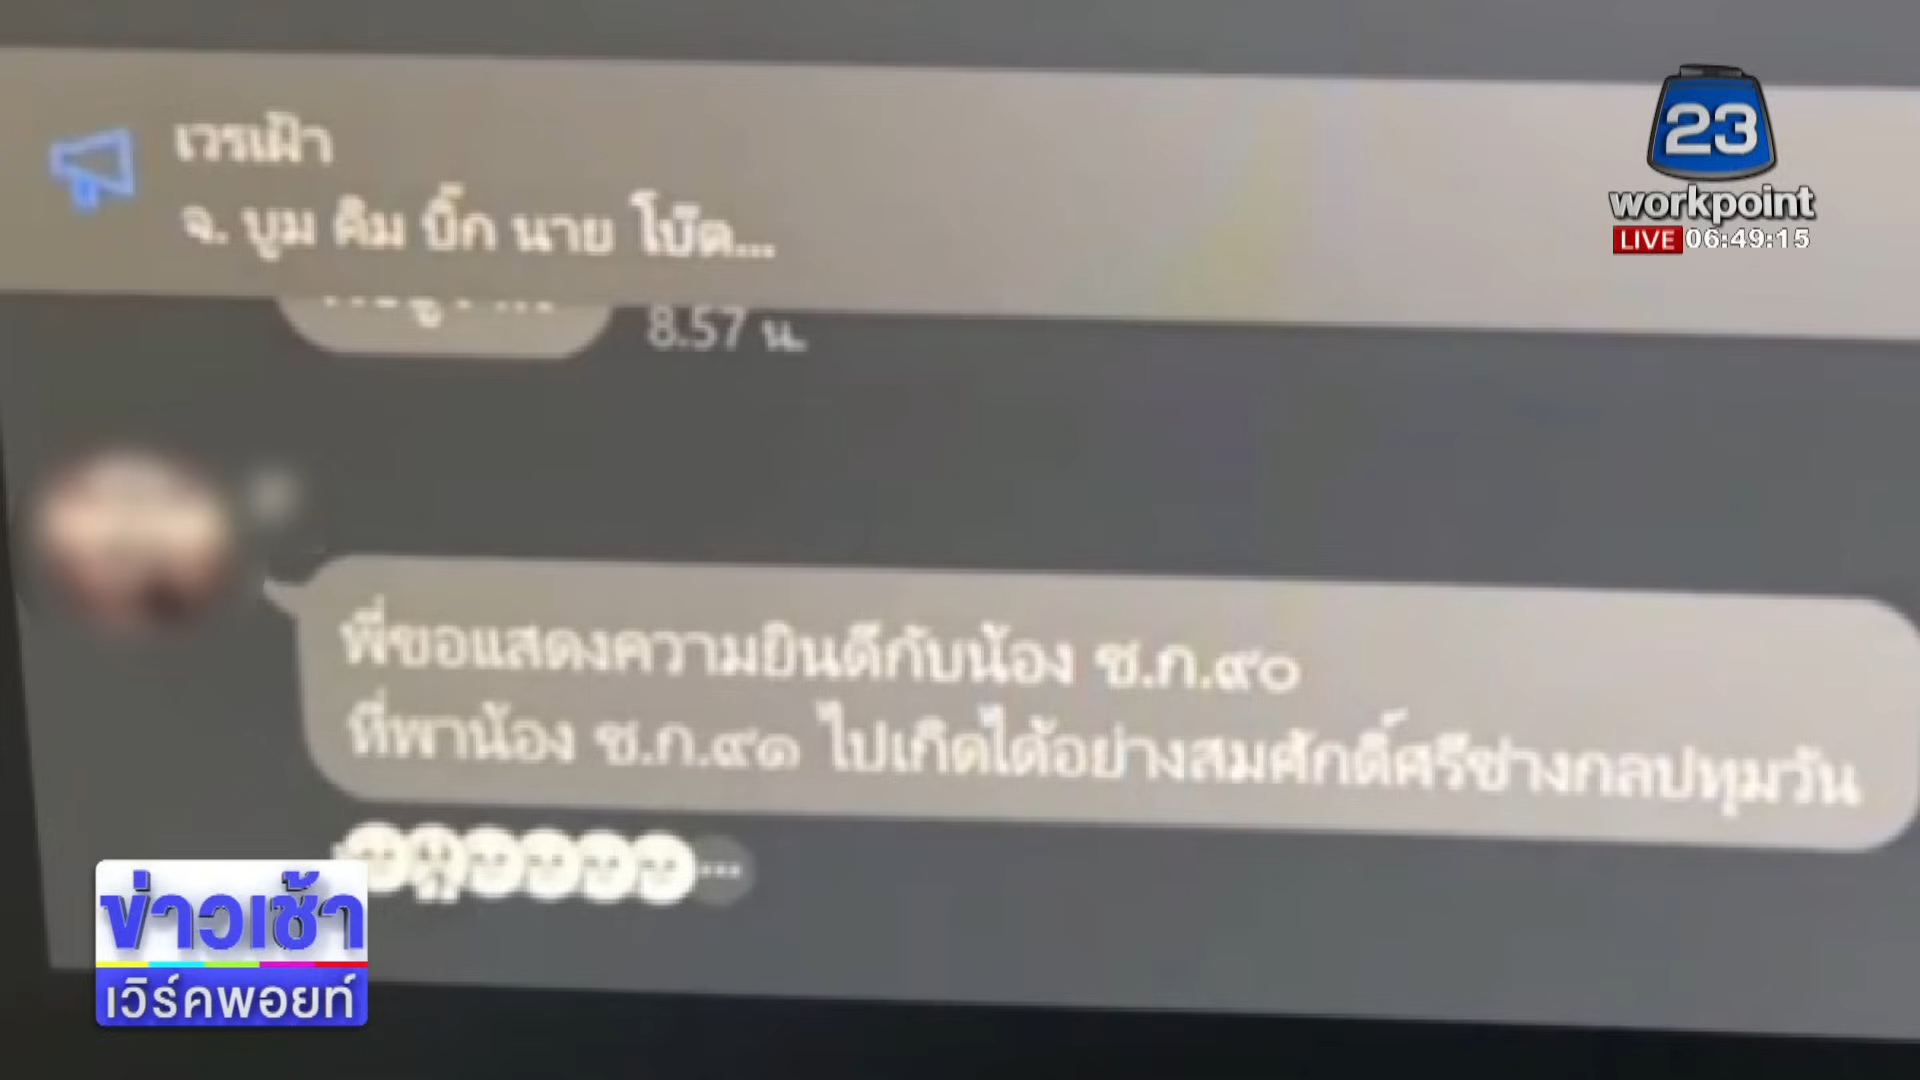 เวรเฝ้า
จ. บูม คิม บิ๊ก นาย โบ๊ต...
8.57 น.
พี่ขอแสดงความยินดีกับน้อง ช.ก.๙๐
ที่พาน้อง ช.ก.๙๑ ไปเกิดได้อย่างสมศักดิ์ศรีช่างกลปทุมวัน
23
workpoint
LIVE 06:49:15
ข่าวเช้า
เวิร์คพอยท์